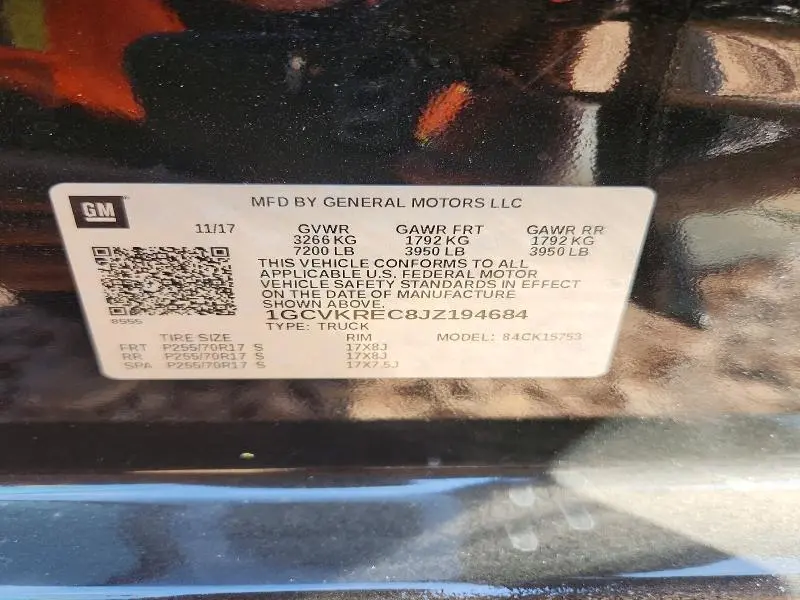 GM
MFD BY GENERAL MOTORS LLC
11/17 GVWR GAWR FRT GAWR RR
3266 KG 1792 KG 1792 KG
7200 LB 3950 LB 3950 LB
THIS VEHICLE CONFORMS TO ALL
APPLICABLE U.S. FEDERAL MOTOR
VEHICLE SAFETY STANDARDS IN EFFECT
ON THE DATE OF MANUFACTURE
SHOWN ABOVE.
8555
1GCVKREC8JZ194684
TYPE: TRUCK
TIRE SIZE RIM MODEL: 84CK15753
FRT P255/70R17 S 17X8J
RR P255/70R17 S 17X8J
SPA P255/70R17 S 17X7.5J